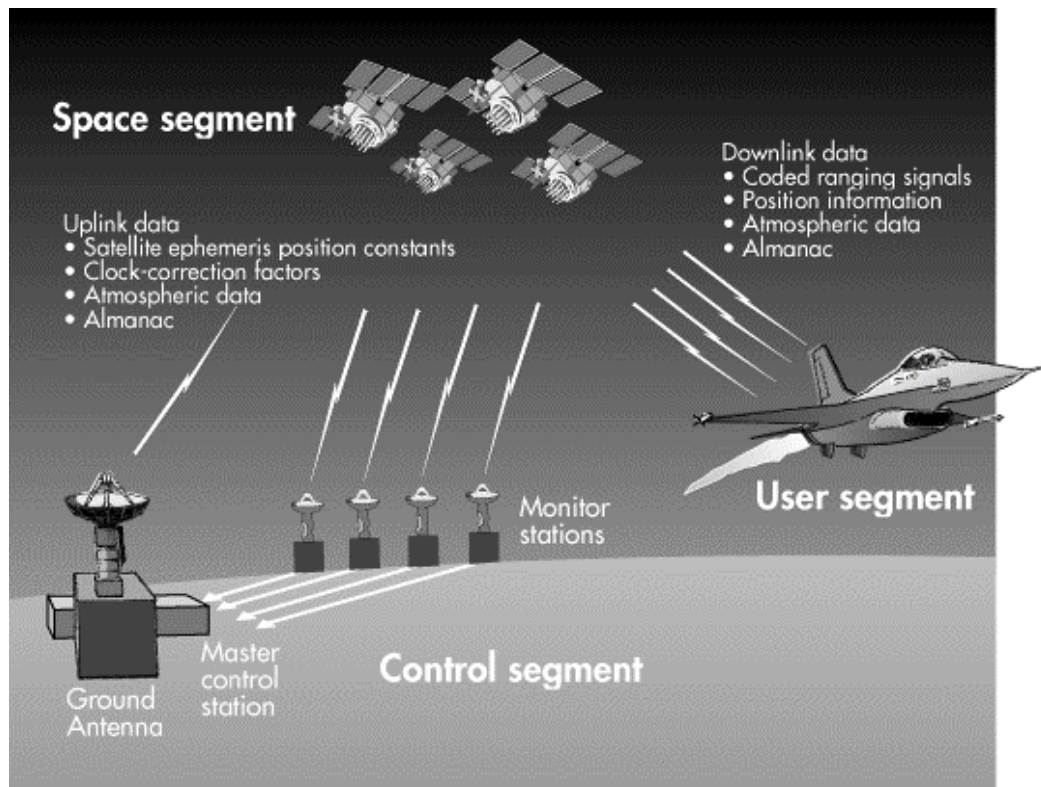 Space segment
Downlink data
• Coded ranging signals
• Position information
• Atmospheric data
• Almanac
Uplink data
• Satellite ephemeris position constants
• Clock-correction factors
• Atmospheric data
• Almanac
User segment
Monitor
stations
Control segment
Master
control
station
Ground
Antenna